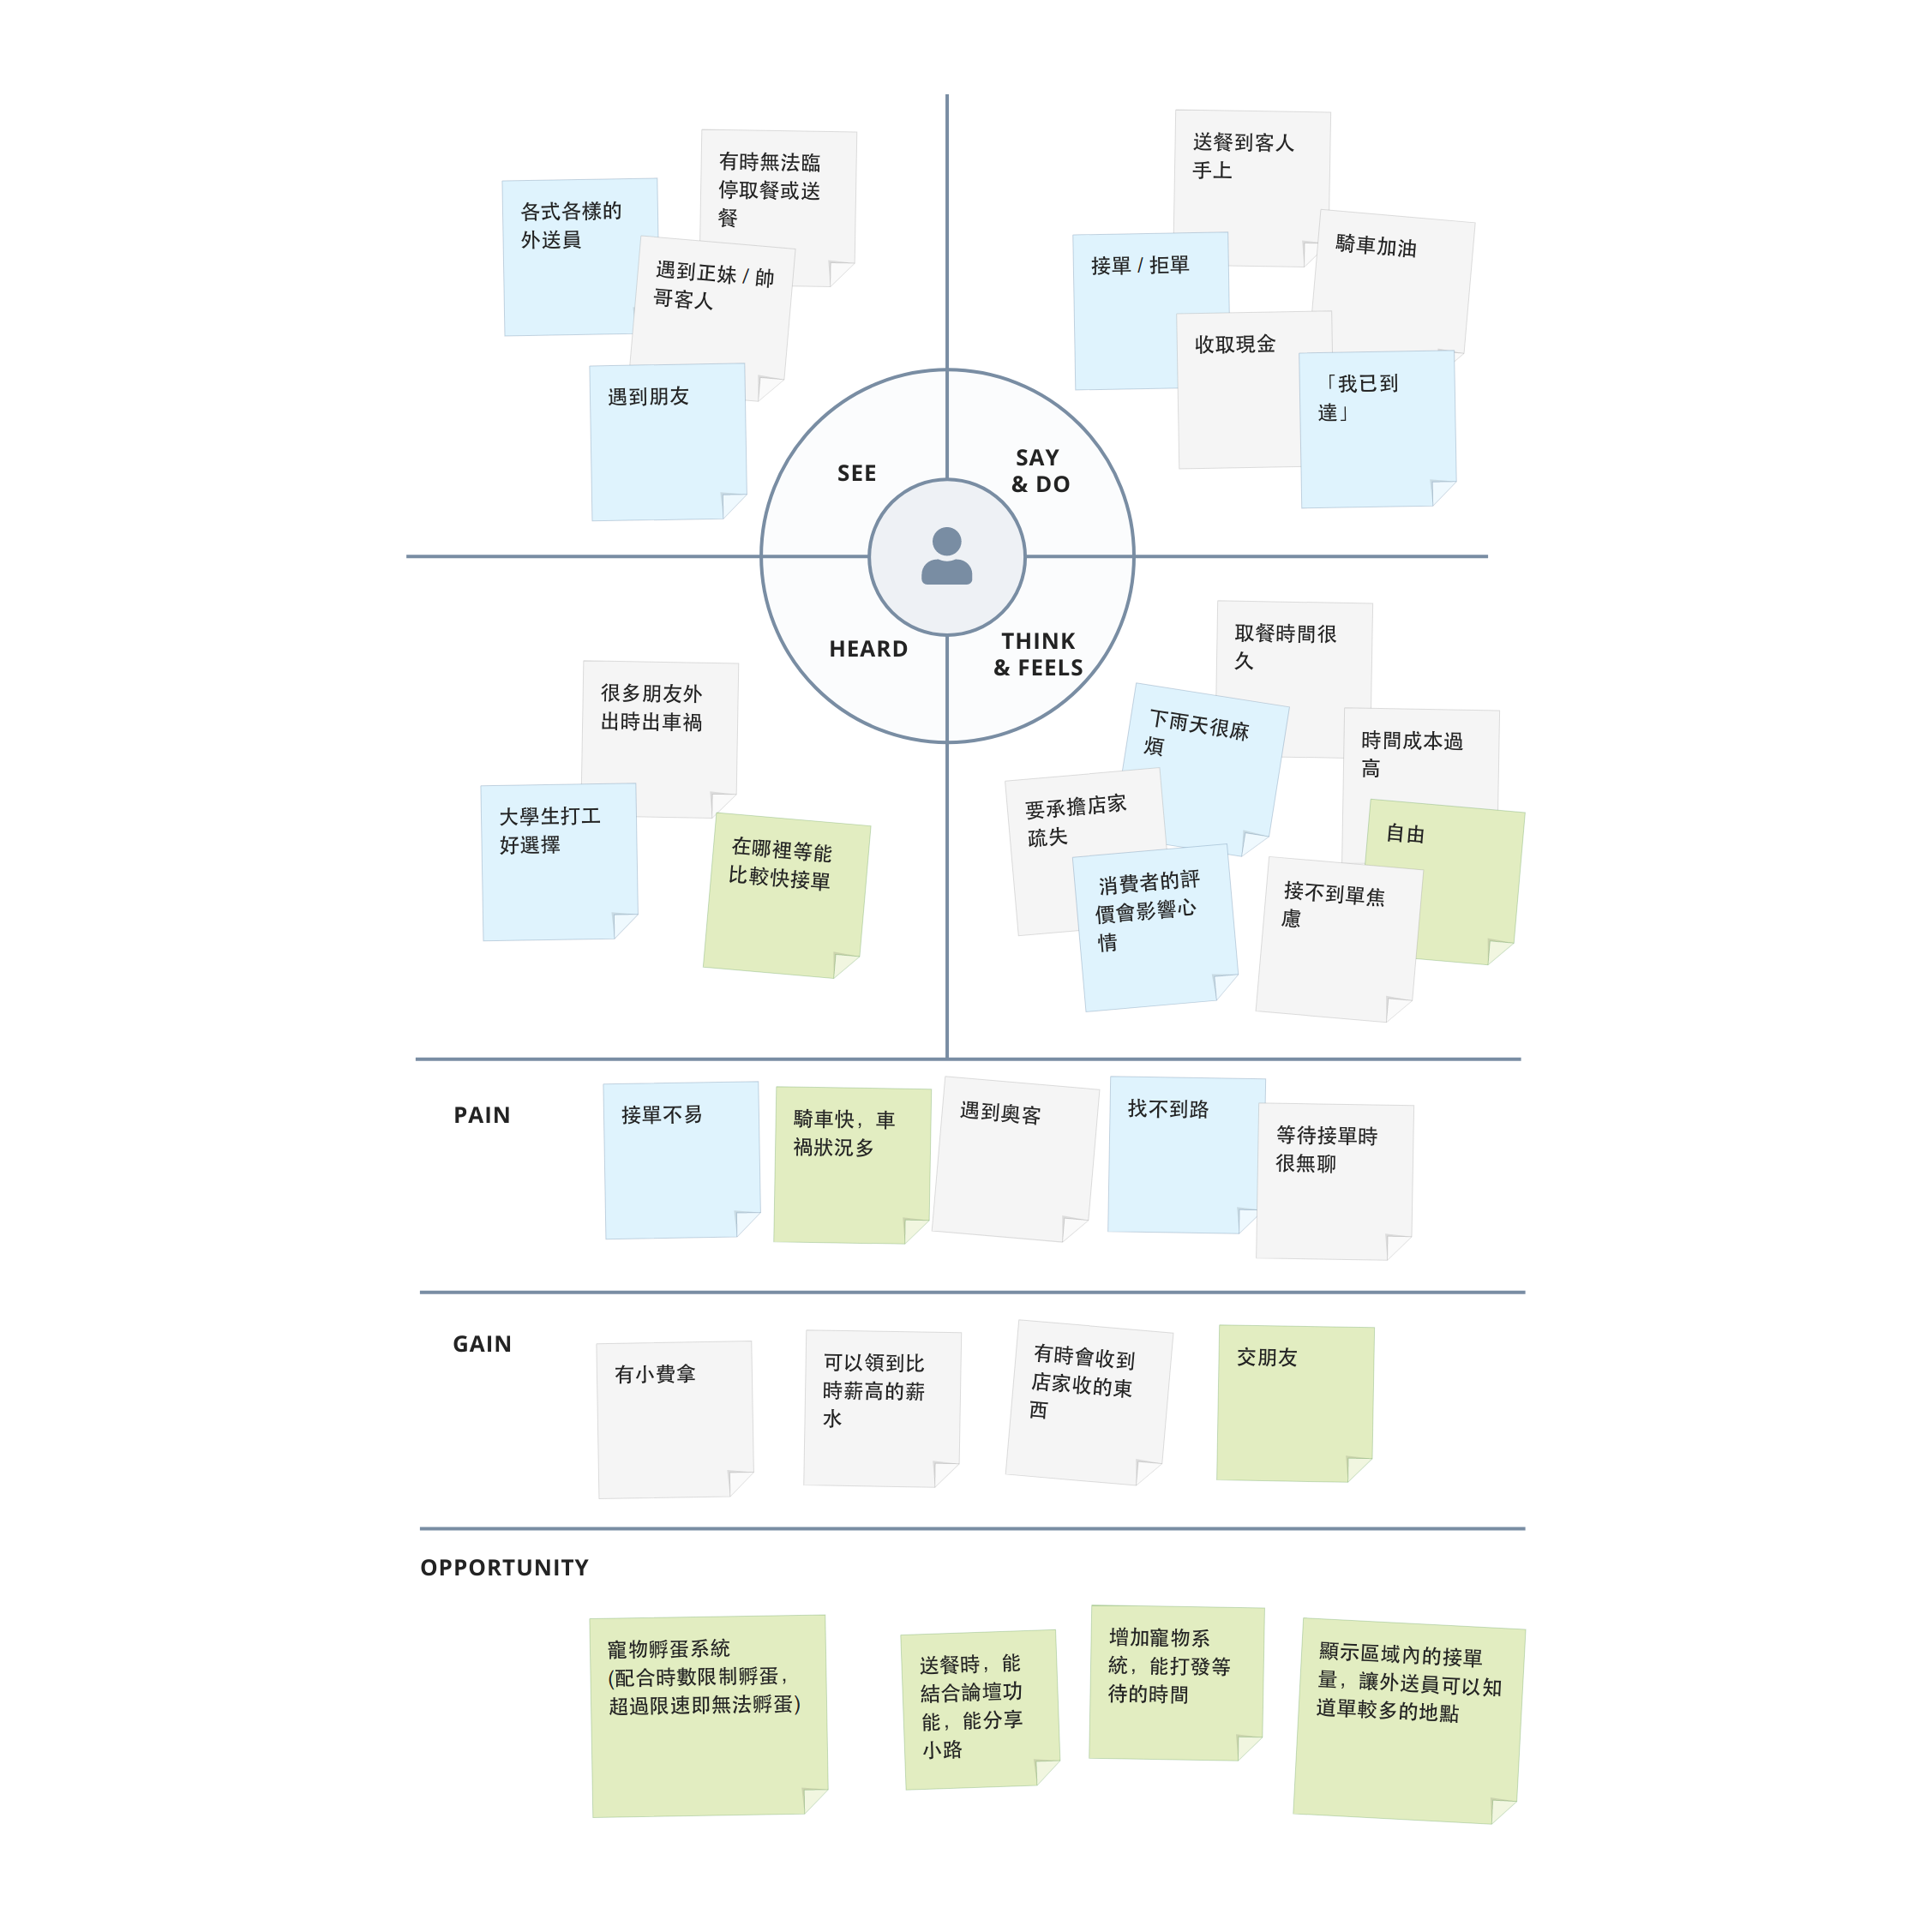 有時無法臨
停取餐或送
餐
各式各樣的
外送員
遇到正妹 / 帥
哥客人
遇到朋友
SEE
送餐到客人
手上
騎車加油
接單 / 拒單
收取現金
「我已到
達」
SAY
& DO
HEARD
很多朋友外
出時出車禍
大學生打工
好選擇
在哪裡等能
比較快接單
THINK
& FEELS
取餐時間很
久
下雨天很麻
煩
時間成本過
高
要承擔店家
疏失
自由
消費者的評
價會影響心
情
接不到單焦
慮
PAIN
接單不易
騎車快，車
禍狀況多
遇到奧客
找不到路
等待接單時
很無聊
GAIN
有小費拿
可以領到比
時薪高的薪
水
有時會收到
店家收的東
西
交朋友
OPPORTUNITY
寵物孵蛋系統
(配合時數限制孵蛋，
超過限速即無法孵蛋)
送餐時，能
結合論壇功
能，能分享
小路
增加寵物系
統，能打發等
待的時間
顯示區域內的接單
量，讓外送員可以知
道單較多的地點